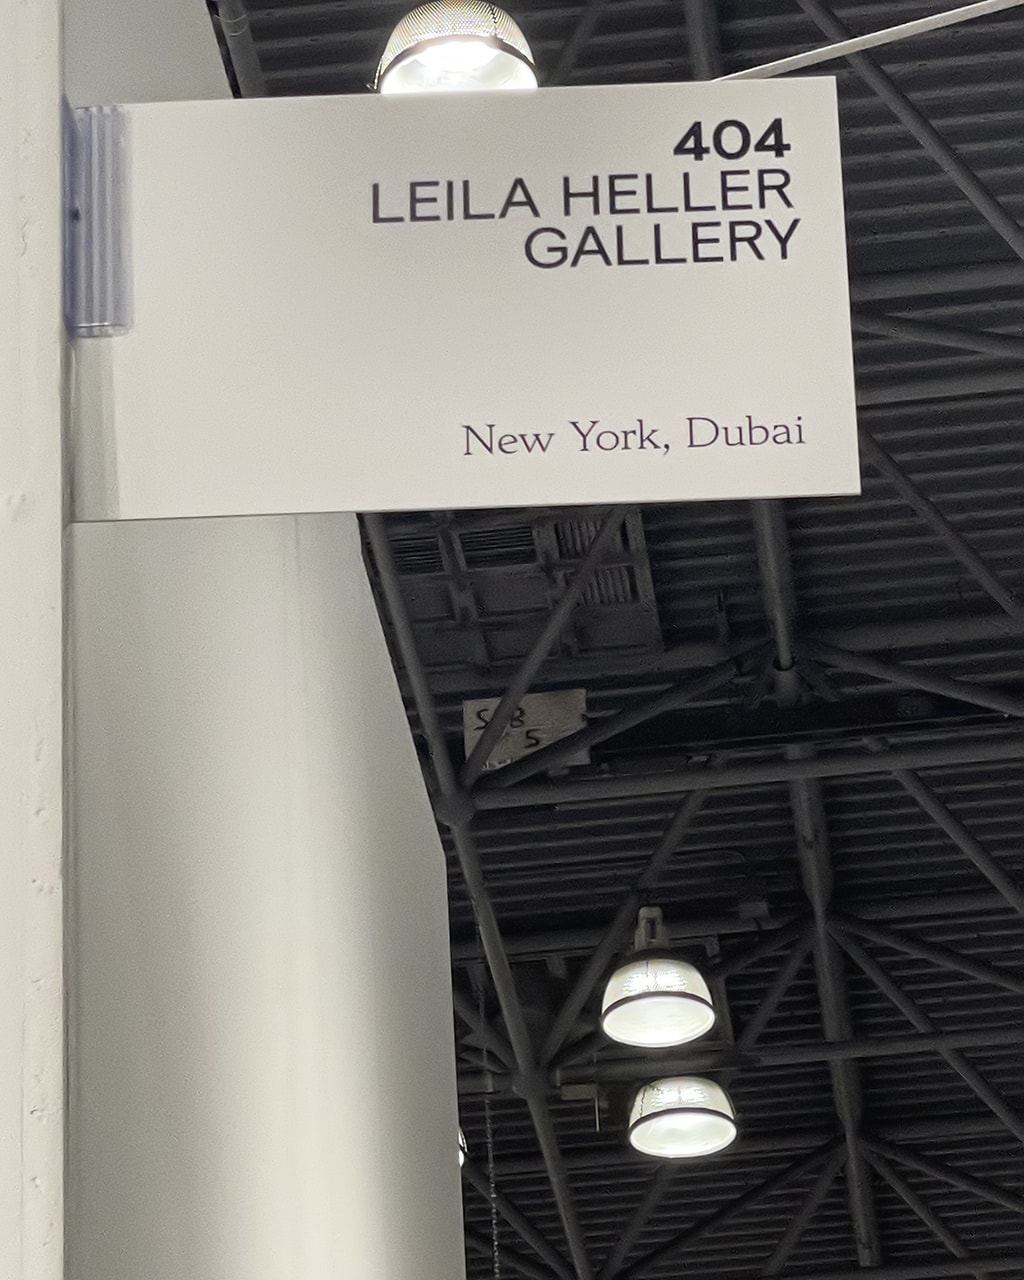 404
LEILA HELLER
GALLERY
New York, Dubai